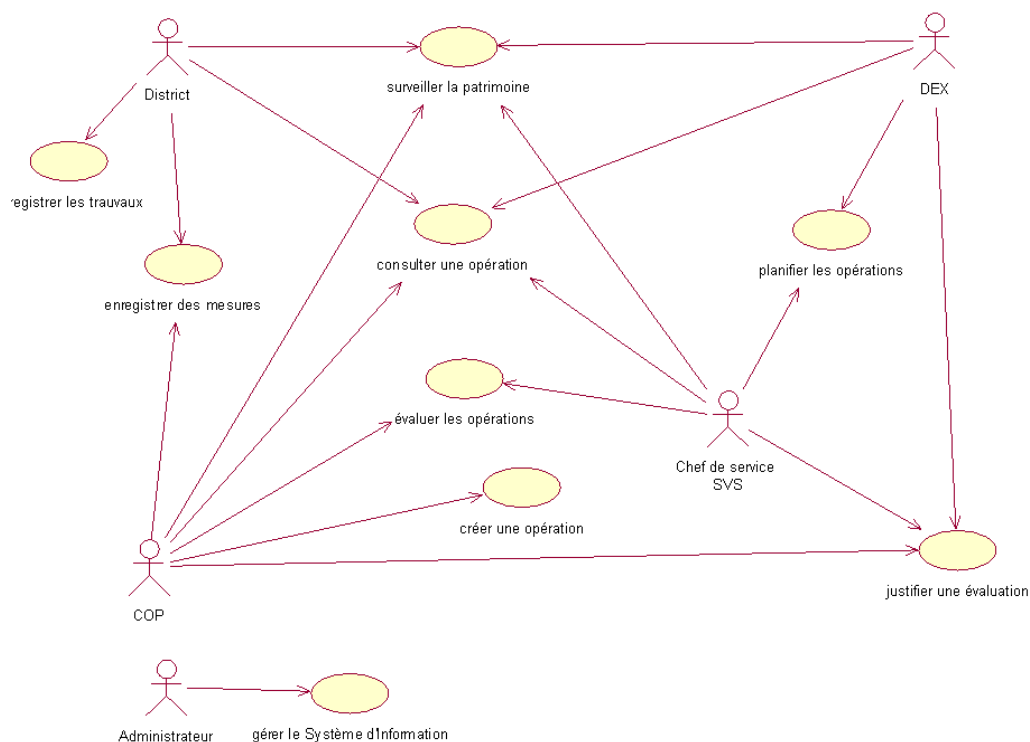 surveiller la patrimoine
District
DEX
registrer les trauvaux
consulter une opération
planifier les opérations
enregistrer des mesures
évaluer les opérations
Chef de service
SVS
créer une opération
justifier une évaluation
COP
Administrateur
gérer le Système d'Information